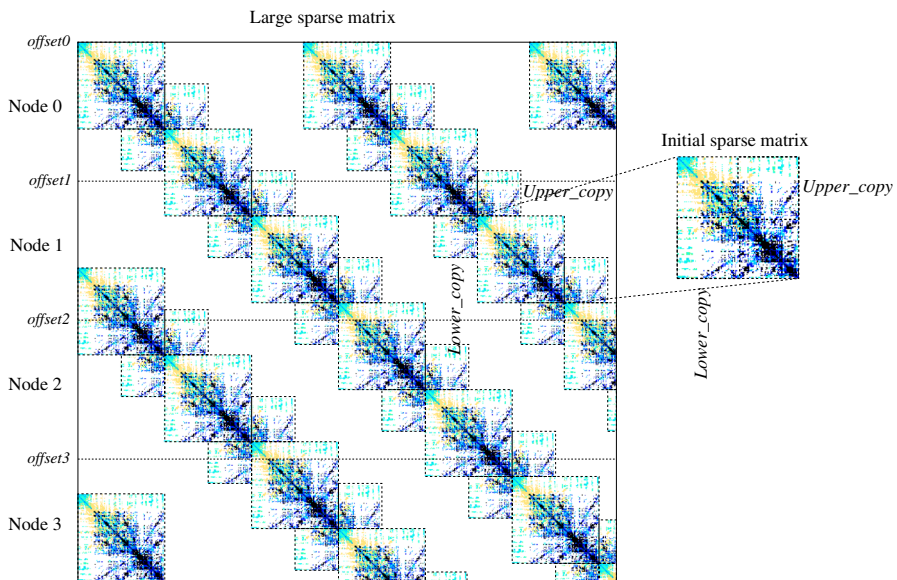 Large sparse matrix
offset0
Node 0
Initial sparse matrix
offset1
Upper_copy
Upper_copy
Node 1
Lower_copy
Lower_copy
offset2
Node 2
offset3
Node 3